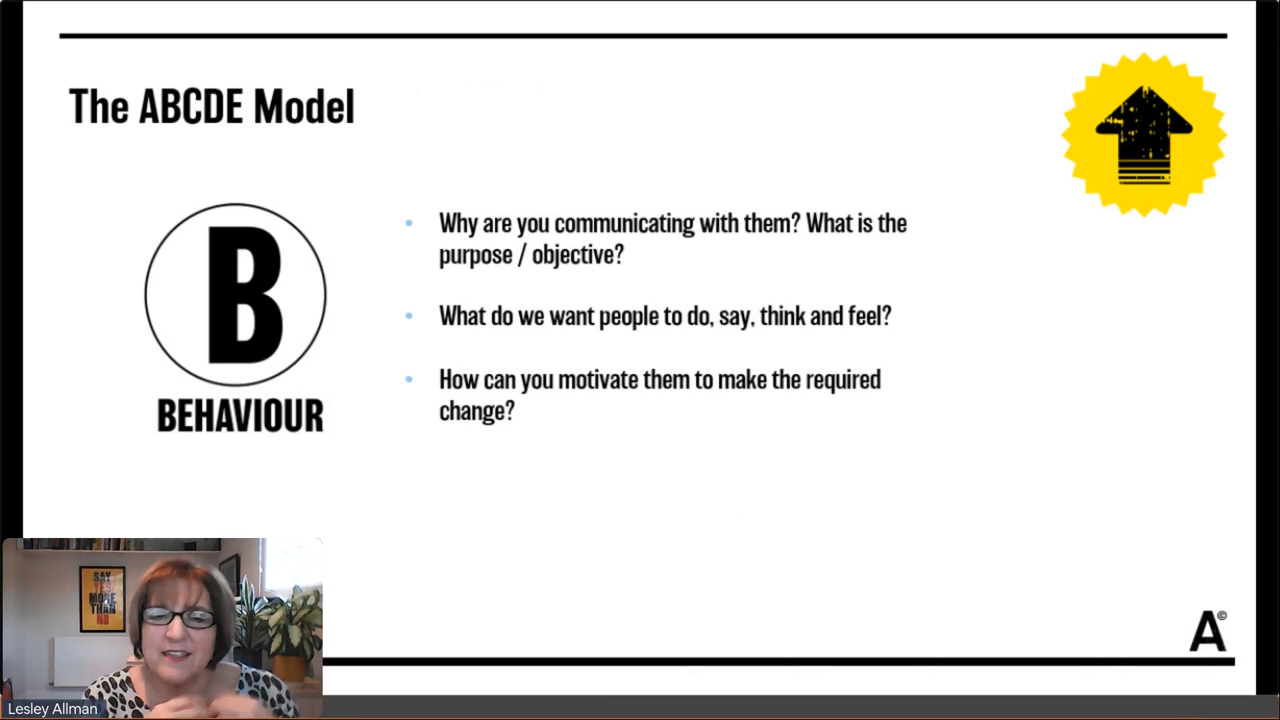 The ABCDE Model
B
BEHAVIOUR
• Why are you communicating with them? What is the
purpose / objective?
• What do we want people to do, say, think and feel?
• How can you motivate them to make the required
change?
SAY
YES
MORE
THAN
NO
Lesley Allman
A©